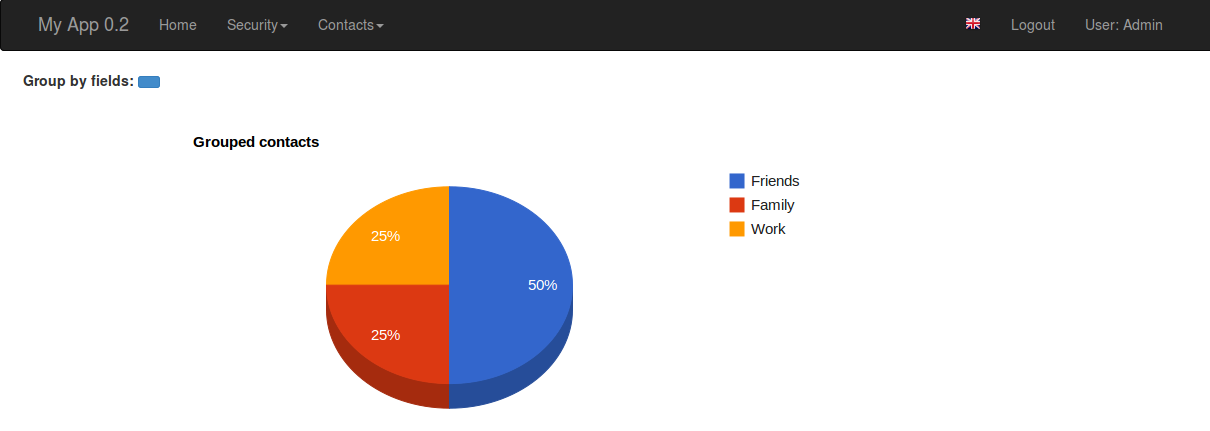 My App 0.2 Home Security Contacts Logout User: Admin
Group by fields:
Grouped contacts
Friends
Family
Work
25%
50%
25%